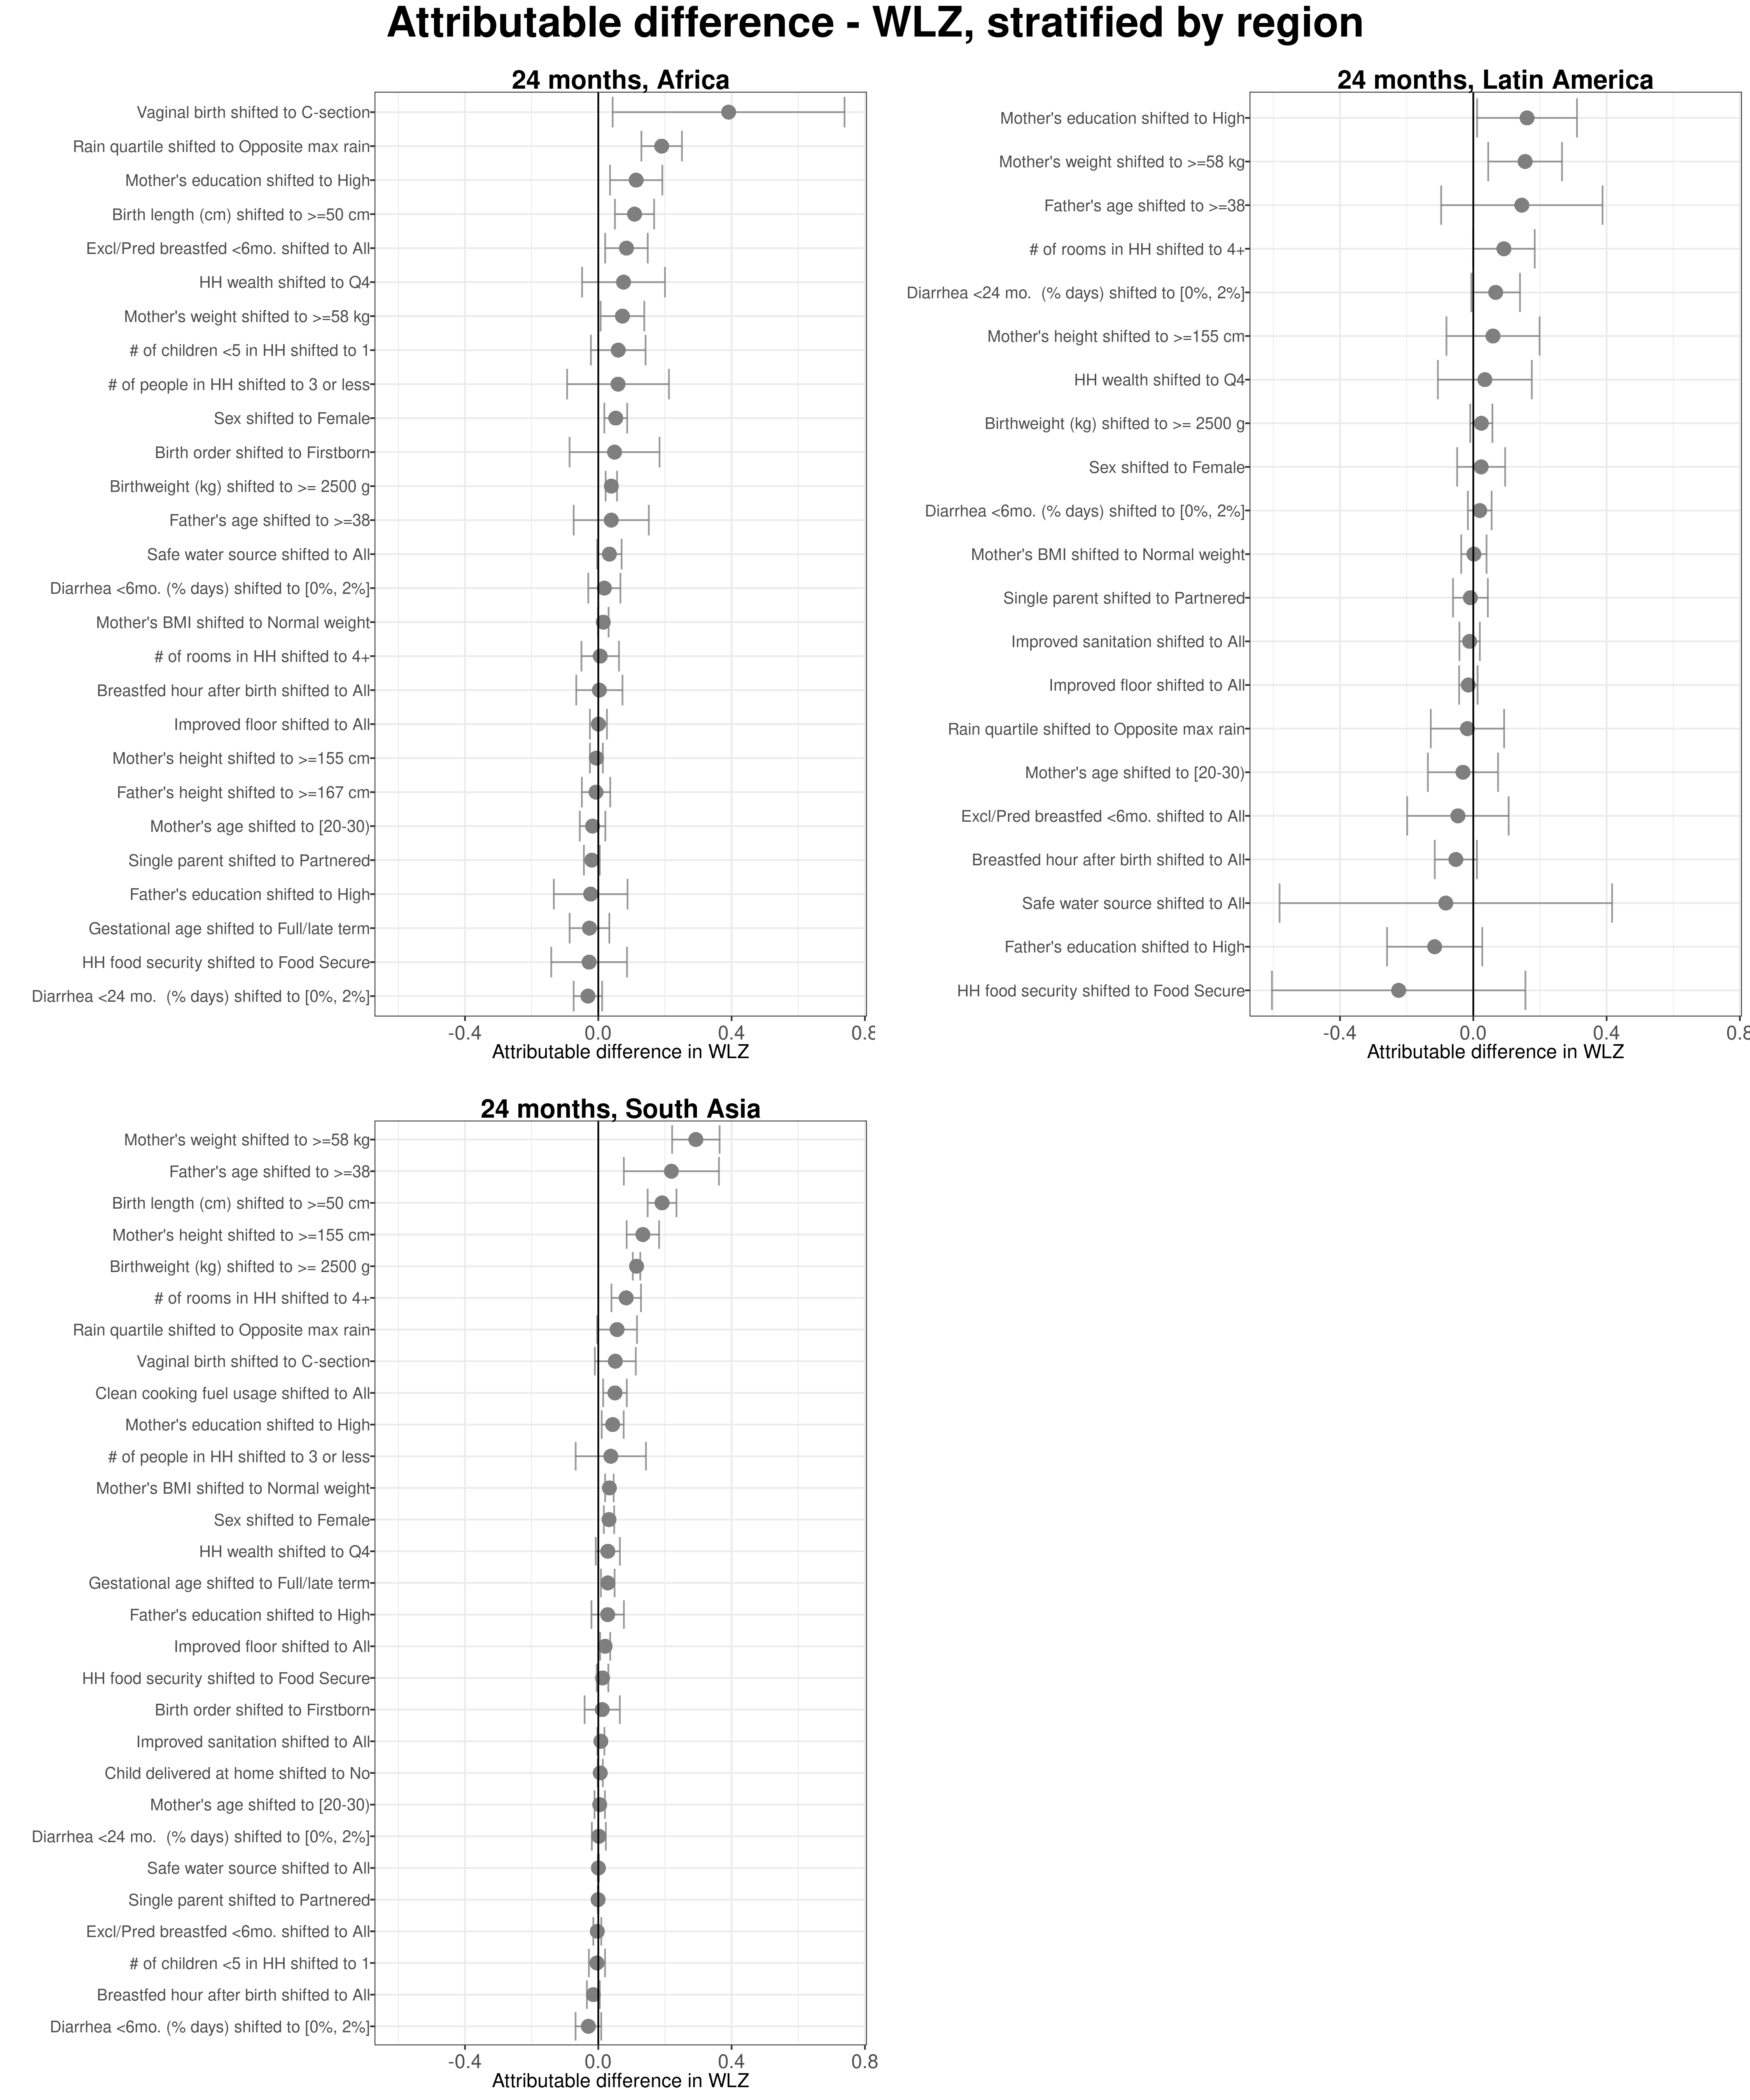 Attributable difference - WLZ, stratified by region
24 months, Africa
Vaginal birth shifted to C-section
Rain quartile shifted to Opposite max rain
Mother's education shifted to High
Birth length (cm) shifted to >=50 cm
Excl/Pred breastfed <6mo. shifted to All
HH wealth shifted to Q4
Mother's weight shifted to >=58 kg
# of children <5 in HH shifted to 1
# of people in HH shifted to 3 or less
Sex shifted to Female
Birth order shifted to Firstborn
Birthweight (kg) shifted to >= 2500 g
Father's age shifted to >=38
Safe water source shifted to All
Diarrhea <6mo. (% days) shifted to [0%, 2%]
Mother's BMI shifted to Normal weight
# of rooms in HH shifted to 4+
Breastfed hour after birth shifted to All
Improved floor shifted to All
Mother's height shifted to >=155 cm
Father's height shifted to >=167 cm
Mother's age shifted to [20-30)
Single parent shifted to Partnered
Father's education shifted to High
Gestational age shifted to Full/late term
HH food security shifted to Food Secure
Diarrhea <24 mo.  (% days) shifted to [0%, 2%]
-0.4 0.0 0.4 0.8
Attributable difference in WLZ
24 months, Latin America
Mother's education shifted to High
Mother's weight shifted to >=58 kg
Father's age shifted to >=38
# of rooms in HH shifted to 4+
Diarrhea <24 mo.  (% days) shifted to [0%, 2%]
Mother's height shifted to >=155 cm
HH wealth shifted to Q4
Birthweight (kg) shifted to >= 2500 g
Sex shifted to Female
Diarrhea <6mo. (% days) shifted to [0%, 2%]
Mother's BMI shifted to Normal weight
Single parent shifted to Partnered
Improved sanitation shifted to All
Improved floor shifted to All
Rain quartile shifted to Opposite max rain
Mother's age shifted to [20-30)
Excl/Pred breastfed <6mo. shifted to All
Breastfed hour after birth shifted to All
Safe water source shifted to All
Father's education shifted to High
HH food security shifted to Food Secure
-0.4 0.0 0.4 0.8
Attributable difference in WLZ
24 months, South Asia
Mother's weight shifted to >=58 kg
Father's age shifted to >=38
Birth length (cm) shifted to >=50 cm
Mother's height shifted to >=155 cm
Birthweight (kg) shifted to >= 2500 g
# of rooms in HH shifted to 4+
Rain quartile shifted to Opposite max rain
Vaginal birth shifted to C-section
Clean cooking fuel usage shifted to All
Mother's education shifted to High
# of people in HH shifted to 3 or less
Mother's BMI shifted to Normal weight
Sex shifted to Female
HH wealth shifted to Q4
Gestational age shifted to Full/late term
Father's education shifted to High
Improved floor shifted to All
HH food security shifted to Food Secure
Birth order shifted to Firstborn
Improved sanitation shifted to All
Child delivered at home shifted to No
Mother's age shifted to [20-30)
Diarrhea <24 mo.  (% days) shifted to [0%, 2%]
Safe water source shifted to All
Single parent shifted to Partnered
Excl/Pred breastfed <6mo. shifted to All
# of children <5 in HH shifted to 1
Breastfed hour after birth shifted to All
Diarrhea <6mo. (% days) shifted to [0%, 2%]
-0.4 0.0 0.4 0.8
Attributable difference in WLZ